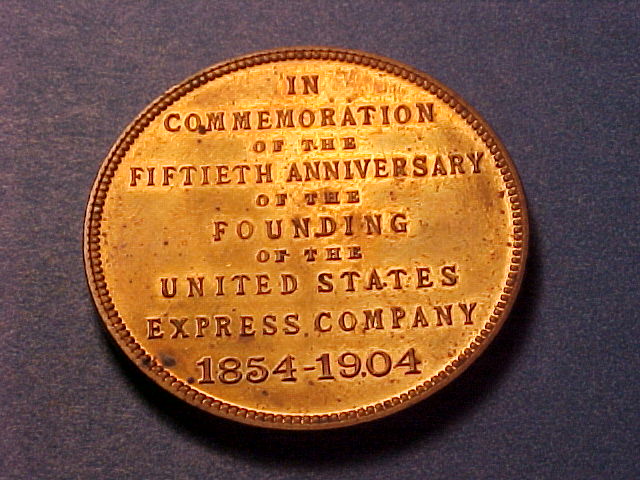 IN
COMMEMORATION
OF THE
FIFTIETH ANNIVERSARY
OF THE
FOUNDING
OF THE
UNITED STATES
EXPRESS COMPANY
1854-1904